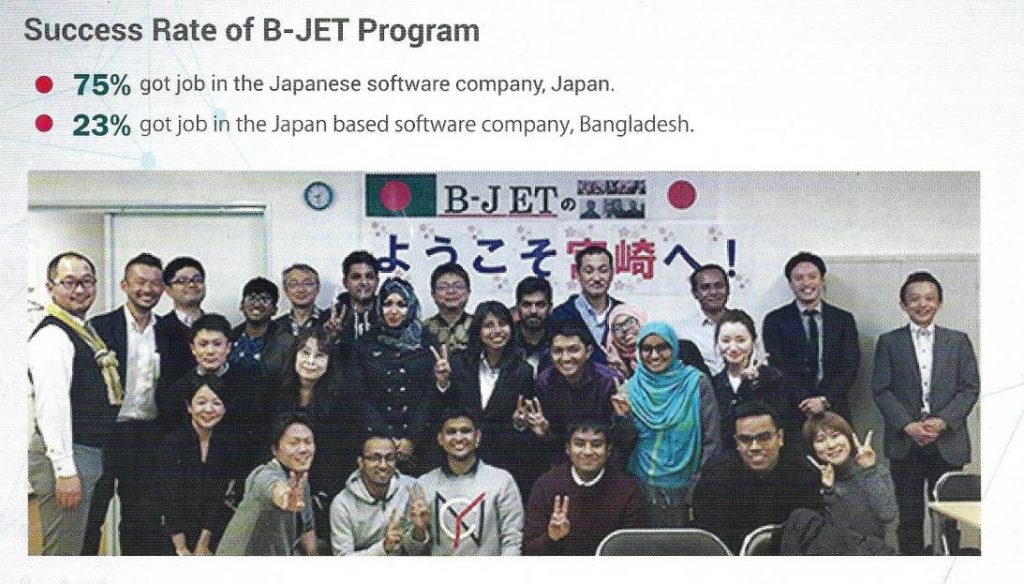 Success Rate of B-JET Program
75% got job in the Japanese software company, Japan.
23% got job in the Japan based software company, Bangladesh.
B-JETの
ようこそ宮崎へ!